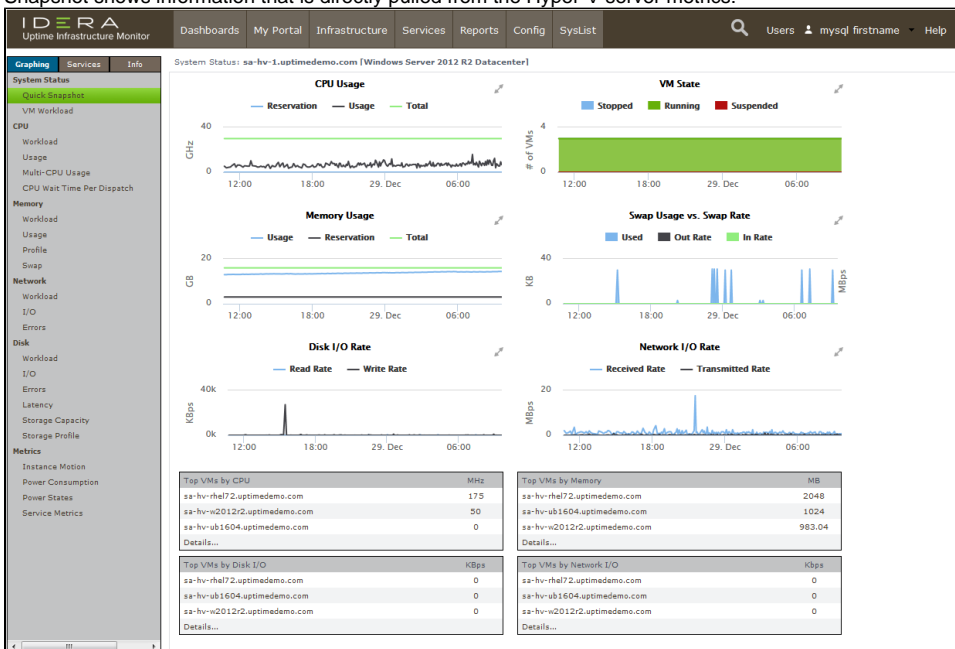 Snapshot shows information that is directly pulled from the Hyper-V server metrics.
IDERA
Uptime Infrastructure Monitor
Dashboards My Portal Infrastructure Services Reports Config SysList Users mysql firstname Help
Graphing Services Info
System Status
Quick Snapshot
VM Workload
CPU
Workload
Usage
Multi-CPU Usage
CPU Wait Time Per Dispatch
Memory
Workload
Usage
Profile
Swap
Network
Workload
I/O
Errors
Disk
Workload
I/O
Errors
Latency
Storage Capacity
Storage Profile
Metrics
Instance Motion
Power Consumption
Power States
Service Metrics
System Status: sa-hv-1.uptimedemo.com [Windows Server 2012 R2 Datacenter]
CPU Usage
Reservation Usage Total
40
GHz
0
12:00 18:00 29. Dec 06:00
VM State
Stopped Running Suspended
4
# of VMs
0
12:00 18:00 29. Dec 06:00
Memory Usage
Usage Reservation Total
20
GB
0
12:00 18:00 29. Dec 06:00
Swap Usage vs. Swap Rate
Used Out Rate In Rate
40
KB
MBps
0
12:00 18:00 29. Dec 06:00
Disk I/O Rate
Read Rate Write Rate
40k
KBps
0k
12:00 18:00 29. Dec 06:00
Network I/O Rate
Received Rate Transmitted Rate
20
MBps
0
12:00 18:00 29. Dec 06:00
Top VMs by CPU MHz
sa-hv-rhel72.uptimedemo.com 175
sa-hv-w2012r2.uptimedemo.com 50
sa-hv-ub1604.uptimedemo.com 0
Details...
Top VMs by Memory MB
sa-hv-rhel72.uptimedemo.com 2048
sa-hv-ub1604.uptimedemo.com 1024
sa-hv-w2012r2.uptimedemo.com 983.04
Details...
Top VMs by Disk I/O KBps
sa-hv-rhel72.uptimedemo.com 0
sa-hv-ub1604.uptimedemo.com 0
sa-hv-w2012r2.uptimedemo.com 0
Details...
Top VMs by Network I/O Kbps
sa-hv-rhel72.uptimedemo.com 0
sa-hv-ub1604.uptimedemo.com 0
sa-hv-w2012r2.uptimedemo.com 0
Details...